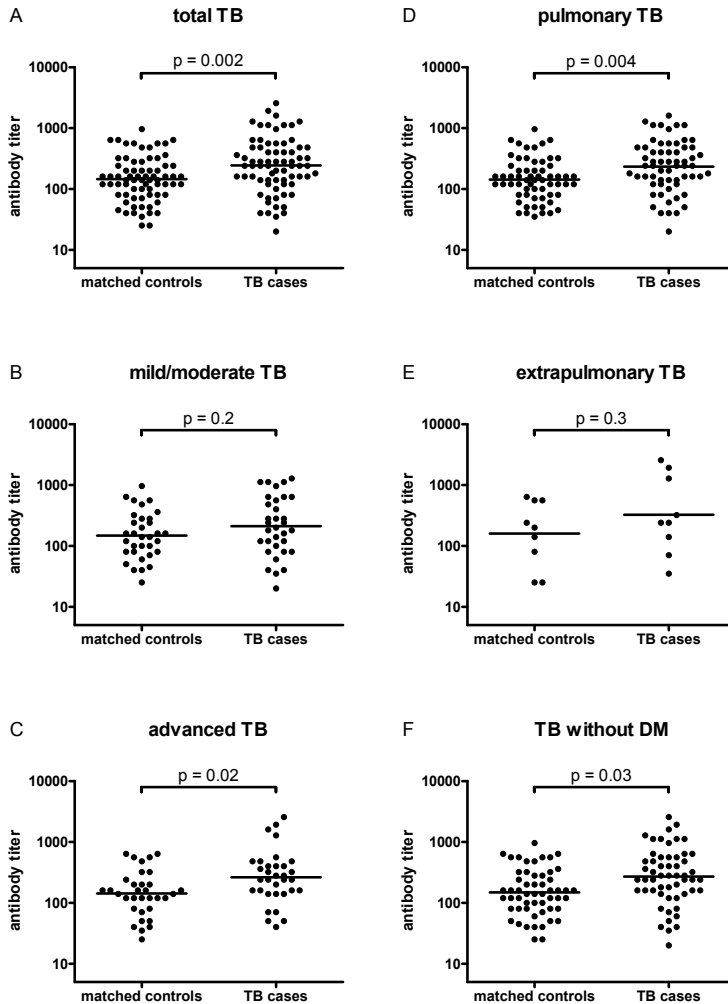 A
total TB
p = 0.002
antibody titer
10000
1000
100
10
matched controls
TB cases
D
pulmonary TB
p = 0.004
antibody titer
10000
1000
100
10
matched controls
TB cases
B
mild/moderate TB
p = 0.2
antibody titer
10000
1000
100
10
matched controls
TB cases
E
extrapulmonary TB
p = 0.3
antibody titer
10000
1000
100
10
matched controls
TB cases
C
advanced TB
p = 0.02
antibody titer
10000
1000
100
10
matched controls
TB cases
F
TB without DM
p = 0.03
antibody titer
10000
1000
100
10
matched controls
TB cases